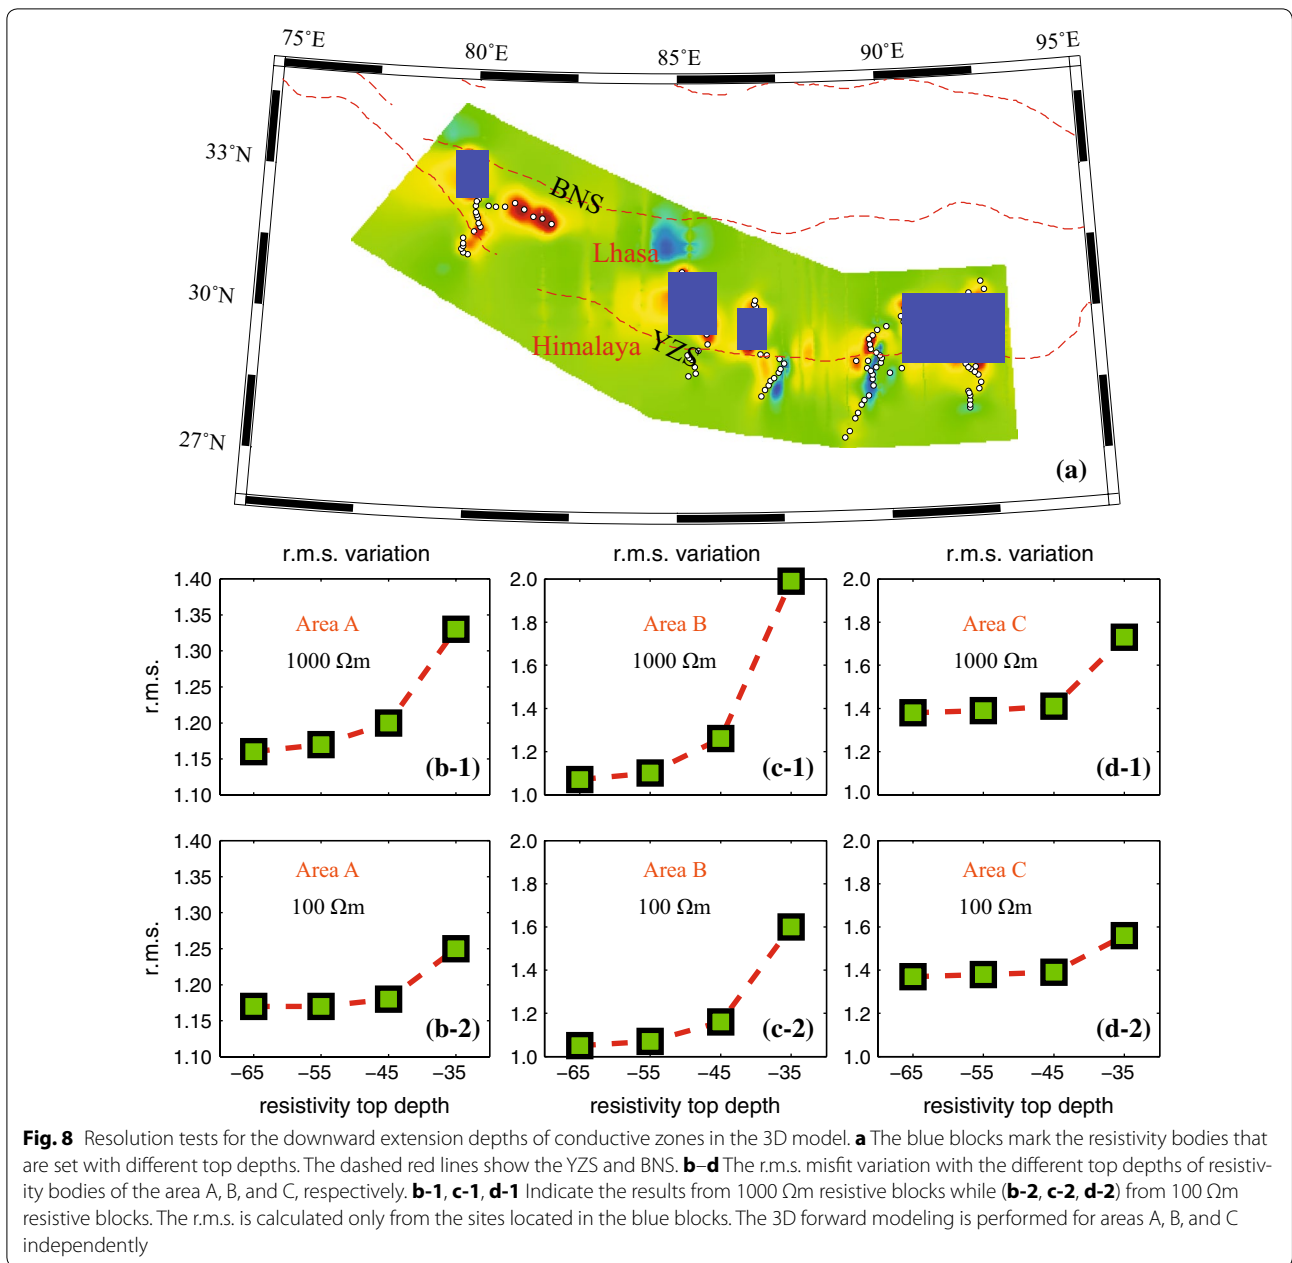 75°E
80°E
85°E
90°E
95°E
33°N
30°N
27°N
BNS
Lhasa
Himalaya
YZS
(a)
r.m.s. variation
r.m.s. variation
r.m.s. variation
1.40
1.35
1.30
1.25
1.20
1.15
1.10
r.m.s.
Area A
1000 Ωm
(b-1)
2.0
1.8
1.6
1.4
1.2
1.0
Area B
1000 Ωm
(c-1)
2.0
1.8
1.6
1.4
1.2
1.0
Area C
1000 Ωm
(d-1)
1.40
1.35
1.30
1.25
1.20
1.15
1.10
r.m.s.
Area A
100 Ωm
(b-2)
−65 −55 −45 −35
resistivity top depth
2.0
1.8
1.6
1.4
1.2
1.0
Area B
100 Ωm
(c-2)
−65 −55 −45 −35
resistivity top depth
2.0
1.8
1.6
1.4
1.2
1.0
Area C
100 Ωm
(d-2)
−65 −55 −45 −35
resistivity top depth
Fig. 8 Resolution tests for the downward extension depths of conductive zones in the 3D model. a The blue blocks mark the resistivity bodies that
are set with different top depths. The dashed red lines show the YZS and BNS. b–d The r.m.s. misfit variation with the different top depths of resistiv-
ity bodies of the area A, B, and C, respectively. b-1, c-1, d-1 Indicate the results from 1000 Ωm resistive blocks while (b-2, c-2, d-2) from 100 Ωm
resistive blocks. The r.m.s. is calculated only from the sites located in the blue blocks. The 3D forward modeling is performed for areas A, B, and C
independently